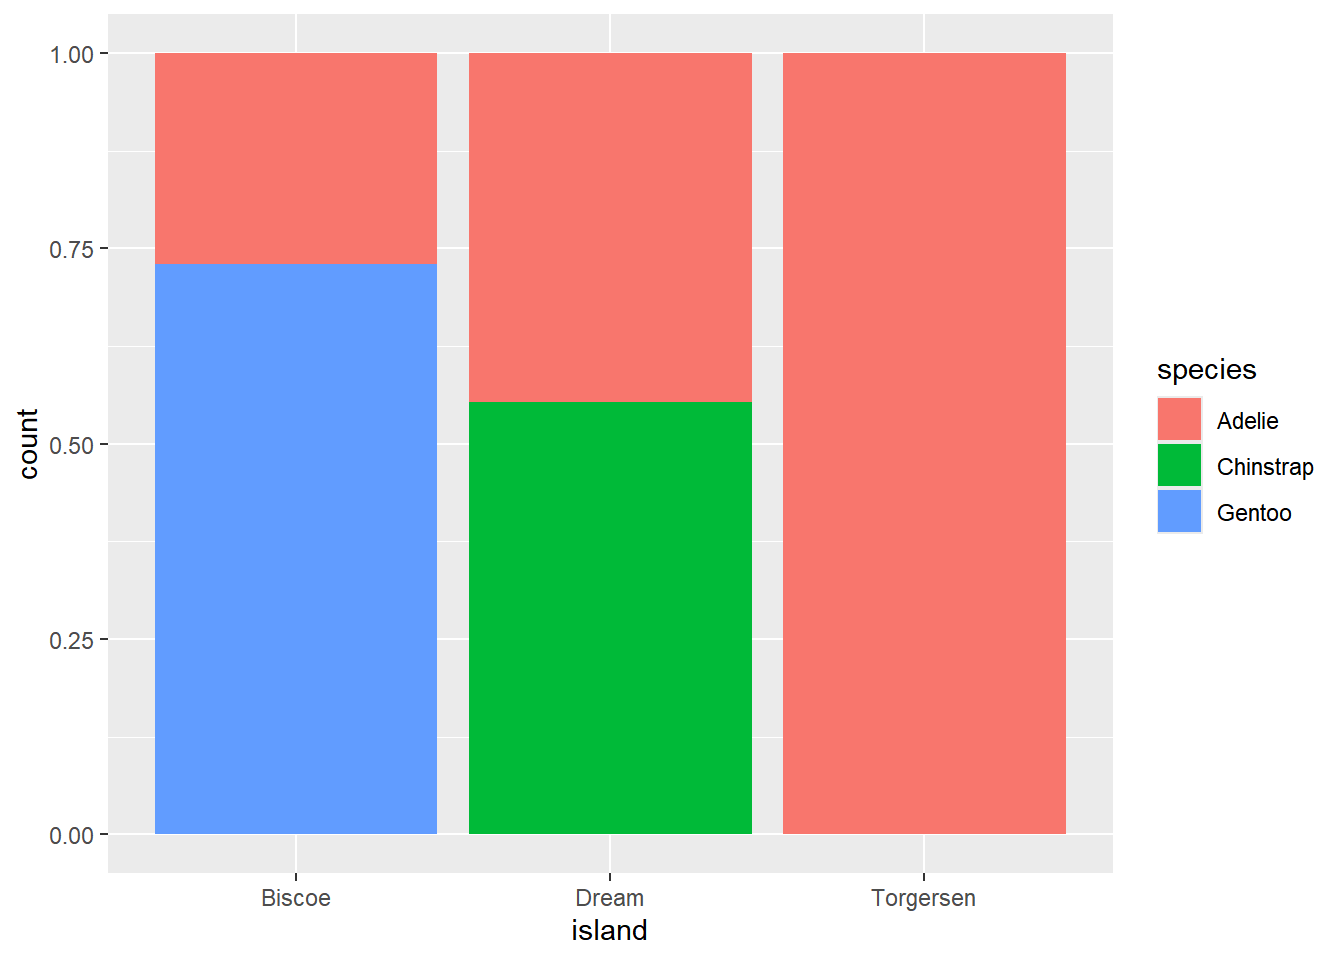 1.00
0.75
0.50
0.25
0.00
count
Biscoe
Dream
Torgersen
island
species
Adelie
Chinstrap
Gentoo